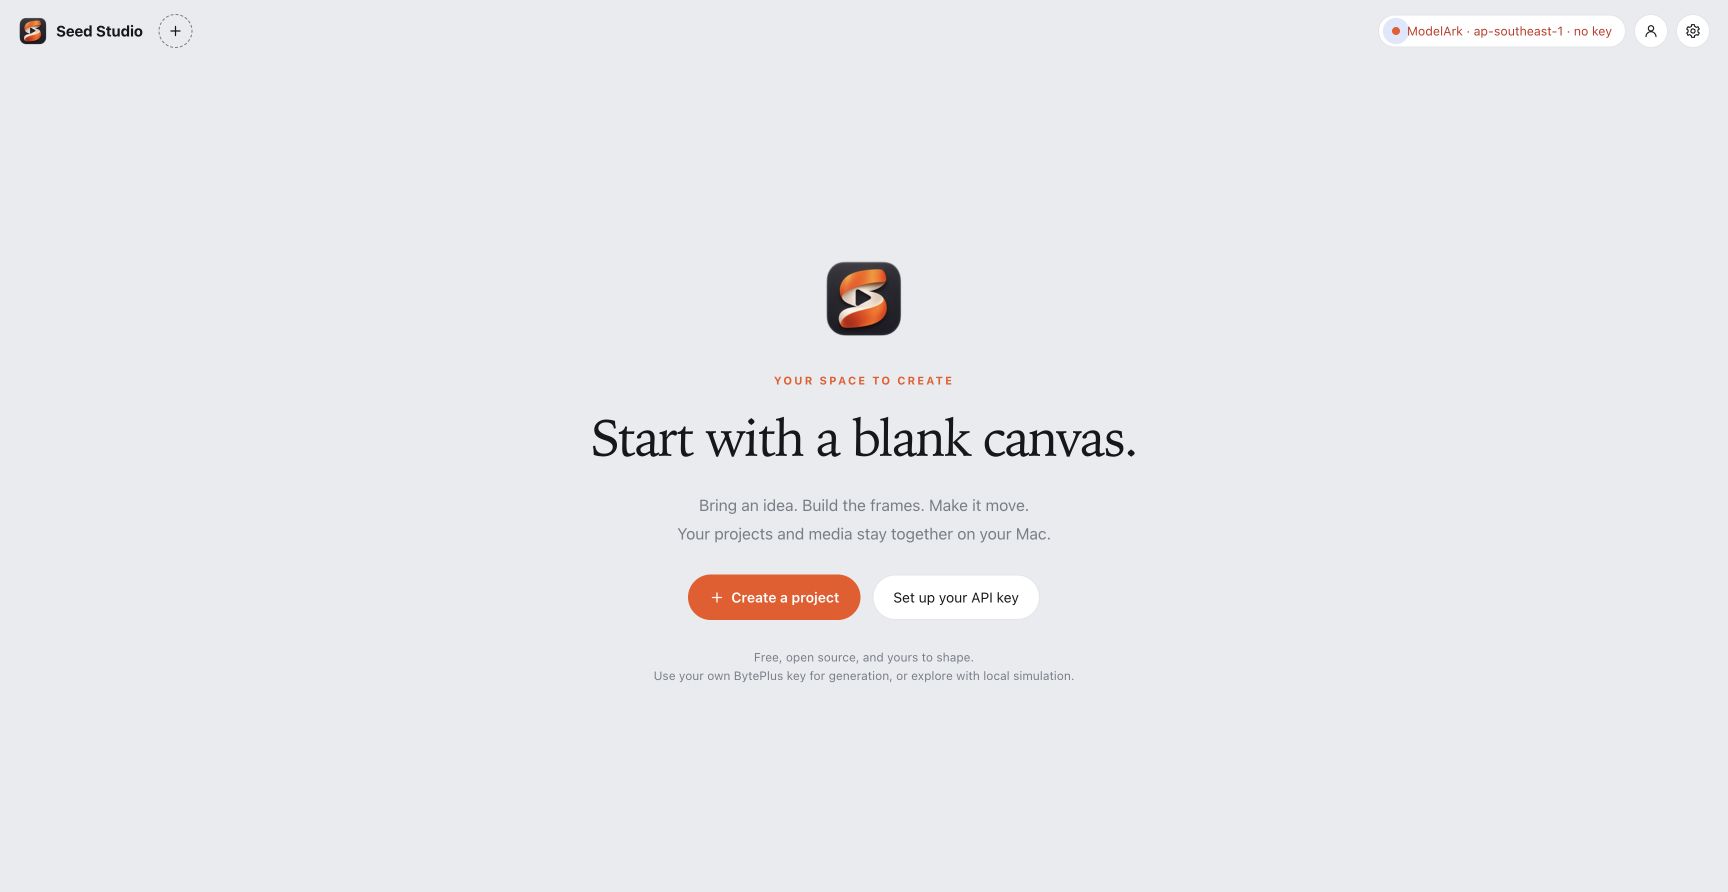 Seed Studio
ModelArk · ap-southeast-1 · no key
YOUR SPACE TO CREATE
Start with a blank canvas.
Bring an idea. Build the frames. Make it move.
Your projects and media stay together on your Mac.
+ Create a project
Set up your API key
Free, open source, and yours to shape.
Use your own BytePlus key for generation, or explore with local simulation.